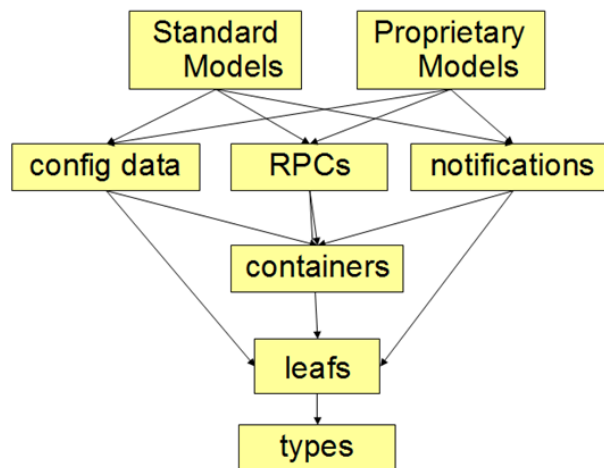 Standard
Models
Proprietary
Models
config data
RPCs
notifications
containers
leafs
types